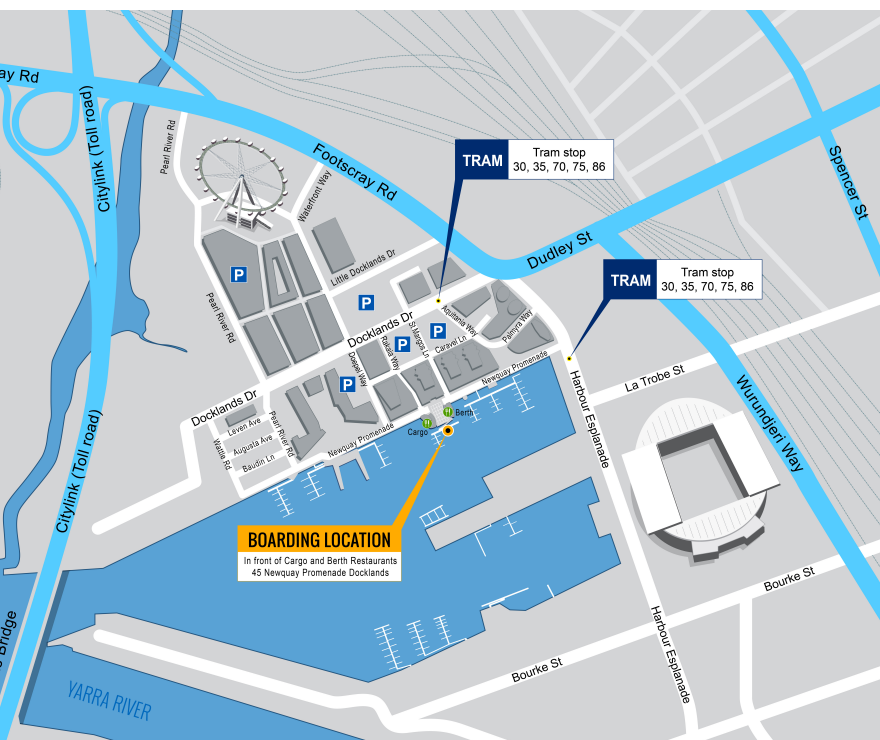 ay Rd
Citylink (Toll road)
Pearl River Rd
Footscray Rd
Waterfront Way
TRAM
Tram stop
30, 35, 70, 75, 86
Spencer St
Dudley St
TRAM
Tram stop
30, 35, 70, 75, 86
P
Little Docklands Dr
P
Pearl River Rd
Docklands Dr
Aquitania Way
Palmyra Way
P
P
St.Mangos Ln
Rakaia Way
Caravel Ln
Doepel Way
Newquay Promenade
P
La Trobe St
Harbour Esplanade
Wurundjeri Way
Docklands Dr
Leven Ave
Pearl River Rd
Augusta Ave
Wattle Rd
Baudin Ln
Newquay Promenade
Berth
Cargo
Citylink (Toll road)
BOARDING LOCATION
In front of Cargo and Berth Restaurants
45 Newquay Promenade Docklands
Bourke St
Harbour Esplanade
Bourke St
Bridge
YARRA RIVER